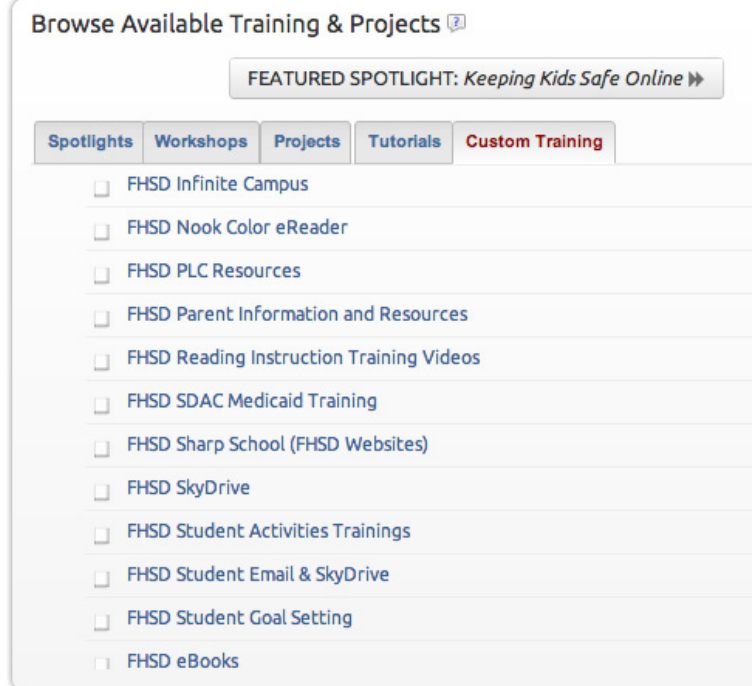 Browse Available Training & Projects ?
FEATURED SPOTLIGHT: Keeping Kids Safe Online
Spotlights Workshops Projects Tutorials Custom Training
FHSD Infinite Campus
FHSD Nook Color eReader
FHSD PLC Resources
FHSD Parent Information and Resources
FHSD Reading Instruction Training Videos
FHSD SDAC Medicaid Training
FHSD Sharp School (FHSD Websites)
FHSD SkyDrive
FHSD Student Activities Trainings
FHSD Student Email & SkyDrive
FHSD Student Goal Setting
FHSD eBooks